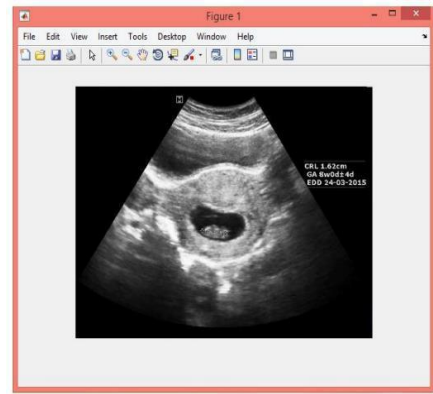 Figure 1
File Edit View Insert Tools Desktop Window Help
CRL 1.62cm
GA 8w0d±4d
EDD 24-03-2015